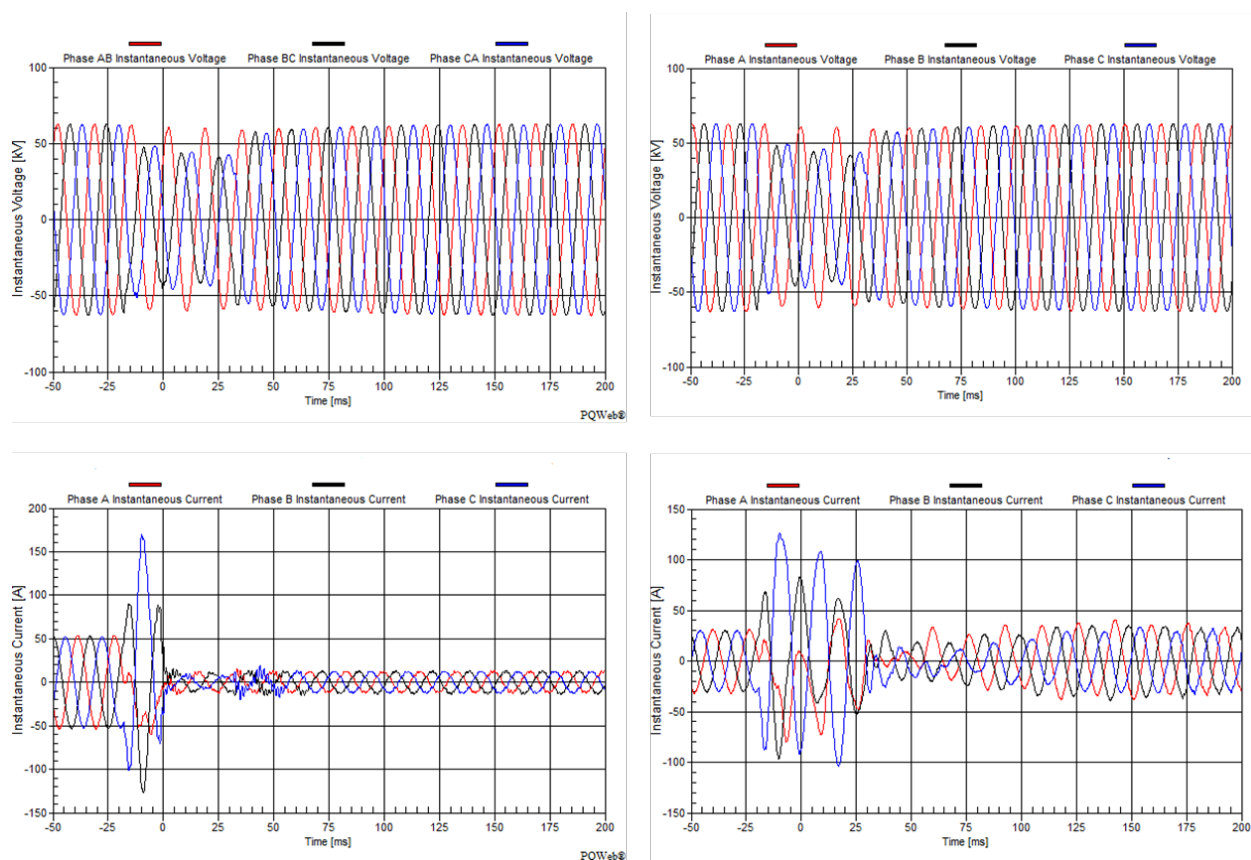 Phase AB Instantaneous Voltage Phase BC Instantaneous Voltage Phase CA Instantaneous Voltage
100
50
0
-50
-100
Instantaneous Voltage [kV]
-50 -25 0 25 50 75 100 125 150 175 200
Time [ms]
PQWeb®
Phase A Instantaneous Voltage Phase B Instantaneous Voltage Phase C Instantaneous Voltage
100
50
0
-50
-100
Instantaneous Voltage [kV]
-50 -25 0 25 50 75 100 125 150 175 200
Time [ms]
Phase A Instantaneous Current Phase B Instantaneous Current Phase C Instantaneous Current
200
150
100
50
0
-50
-100
-150
Instantaneous Current [A]
-50 -25 0 25 50 75 100 125 150 175 200
Time [ms]
PQWeb®
Phase A Instantaneous Current Phase B Instantaneous Current Phase C Instantaneous Current
150
100
50
0
-50
-100
-150
Instantaneous Current [A]
-50 -25 0 25 50 75 100 125 150 175 200
Time [ms]